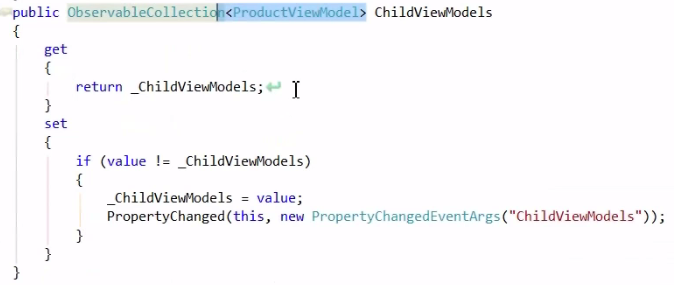 public ObservableCollection<ProductViewModel> ChildViewModels
{
get
{
return _ChildViewModels;
}
set
{
if (value != _ChildViewModels)
{
_ChildViewModels = value;
PropertyChanged(this, new PropertyChangedEventArgs("ChildViewModels"));
}
}
}